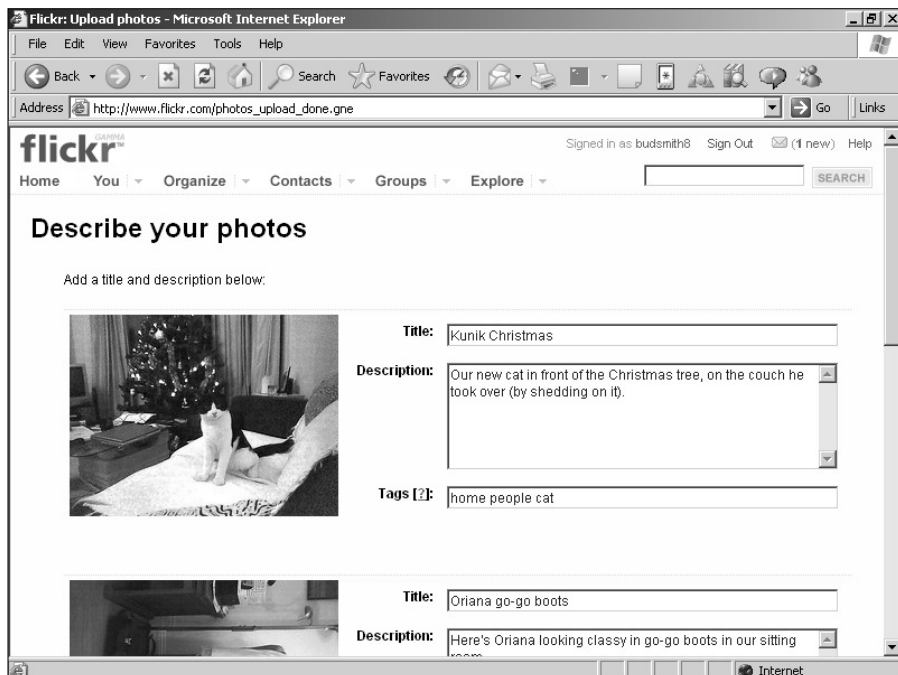 Flickr: Upload photos - Microsoft Internet Explorer
File Edit View Favorites Tools Help
Back Search Favorites
Address http://www.flickr.com/photos_upload_done.gne Go Links
flickr™ GAMMA
Signed in as budsmith8 Sign Out (1 new) Help
Home You Organize Contacts Groups Explore SEARCH
Describe your photos
Add a title and description below:
Title: Kunik Christmas
Description: Our new cat in front of the Christmas tree, on the couch he
took over (by shedding on it).
Tags [?]: home people cat
Title: Oriana go-go boots
Description: Here's Oriana looking classy in go-go boots in our sitting
room
Internet